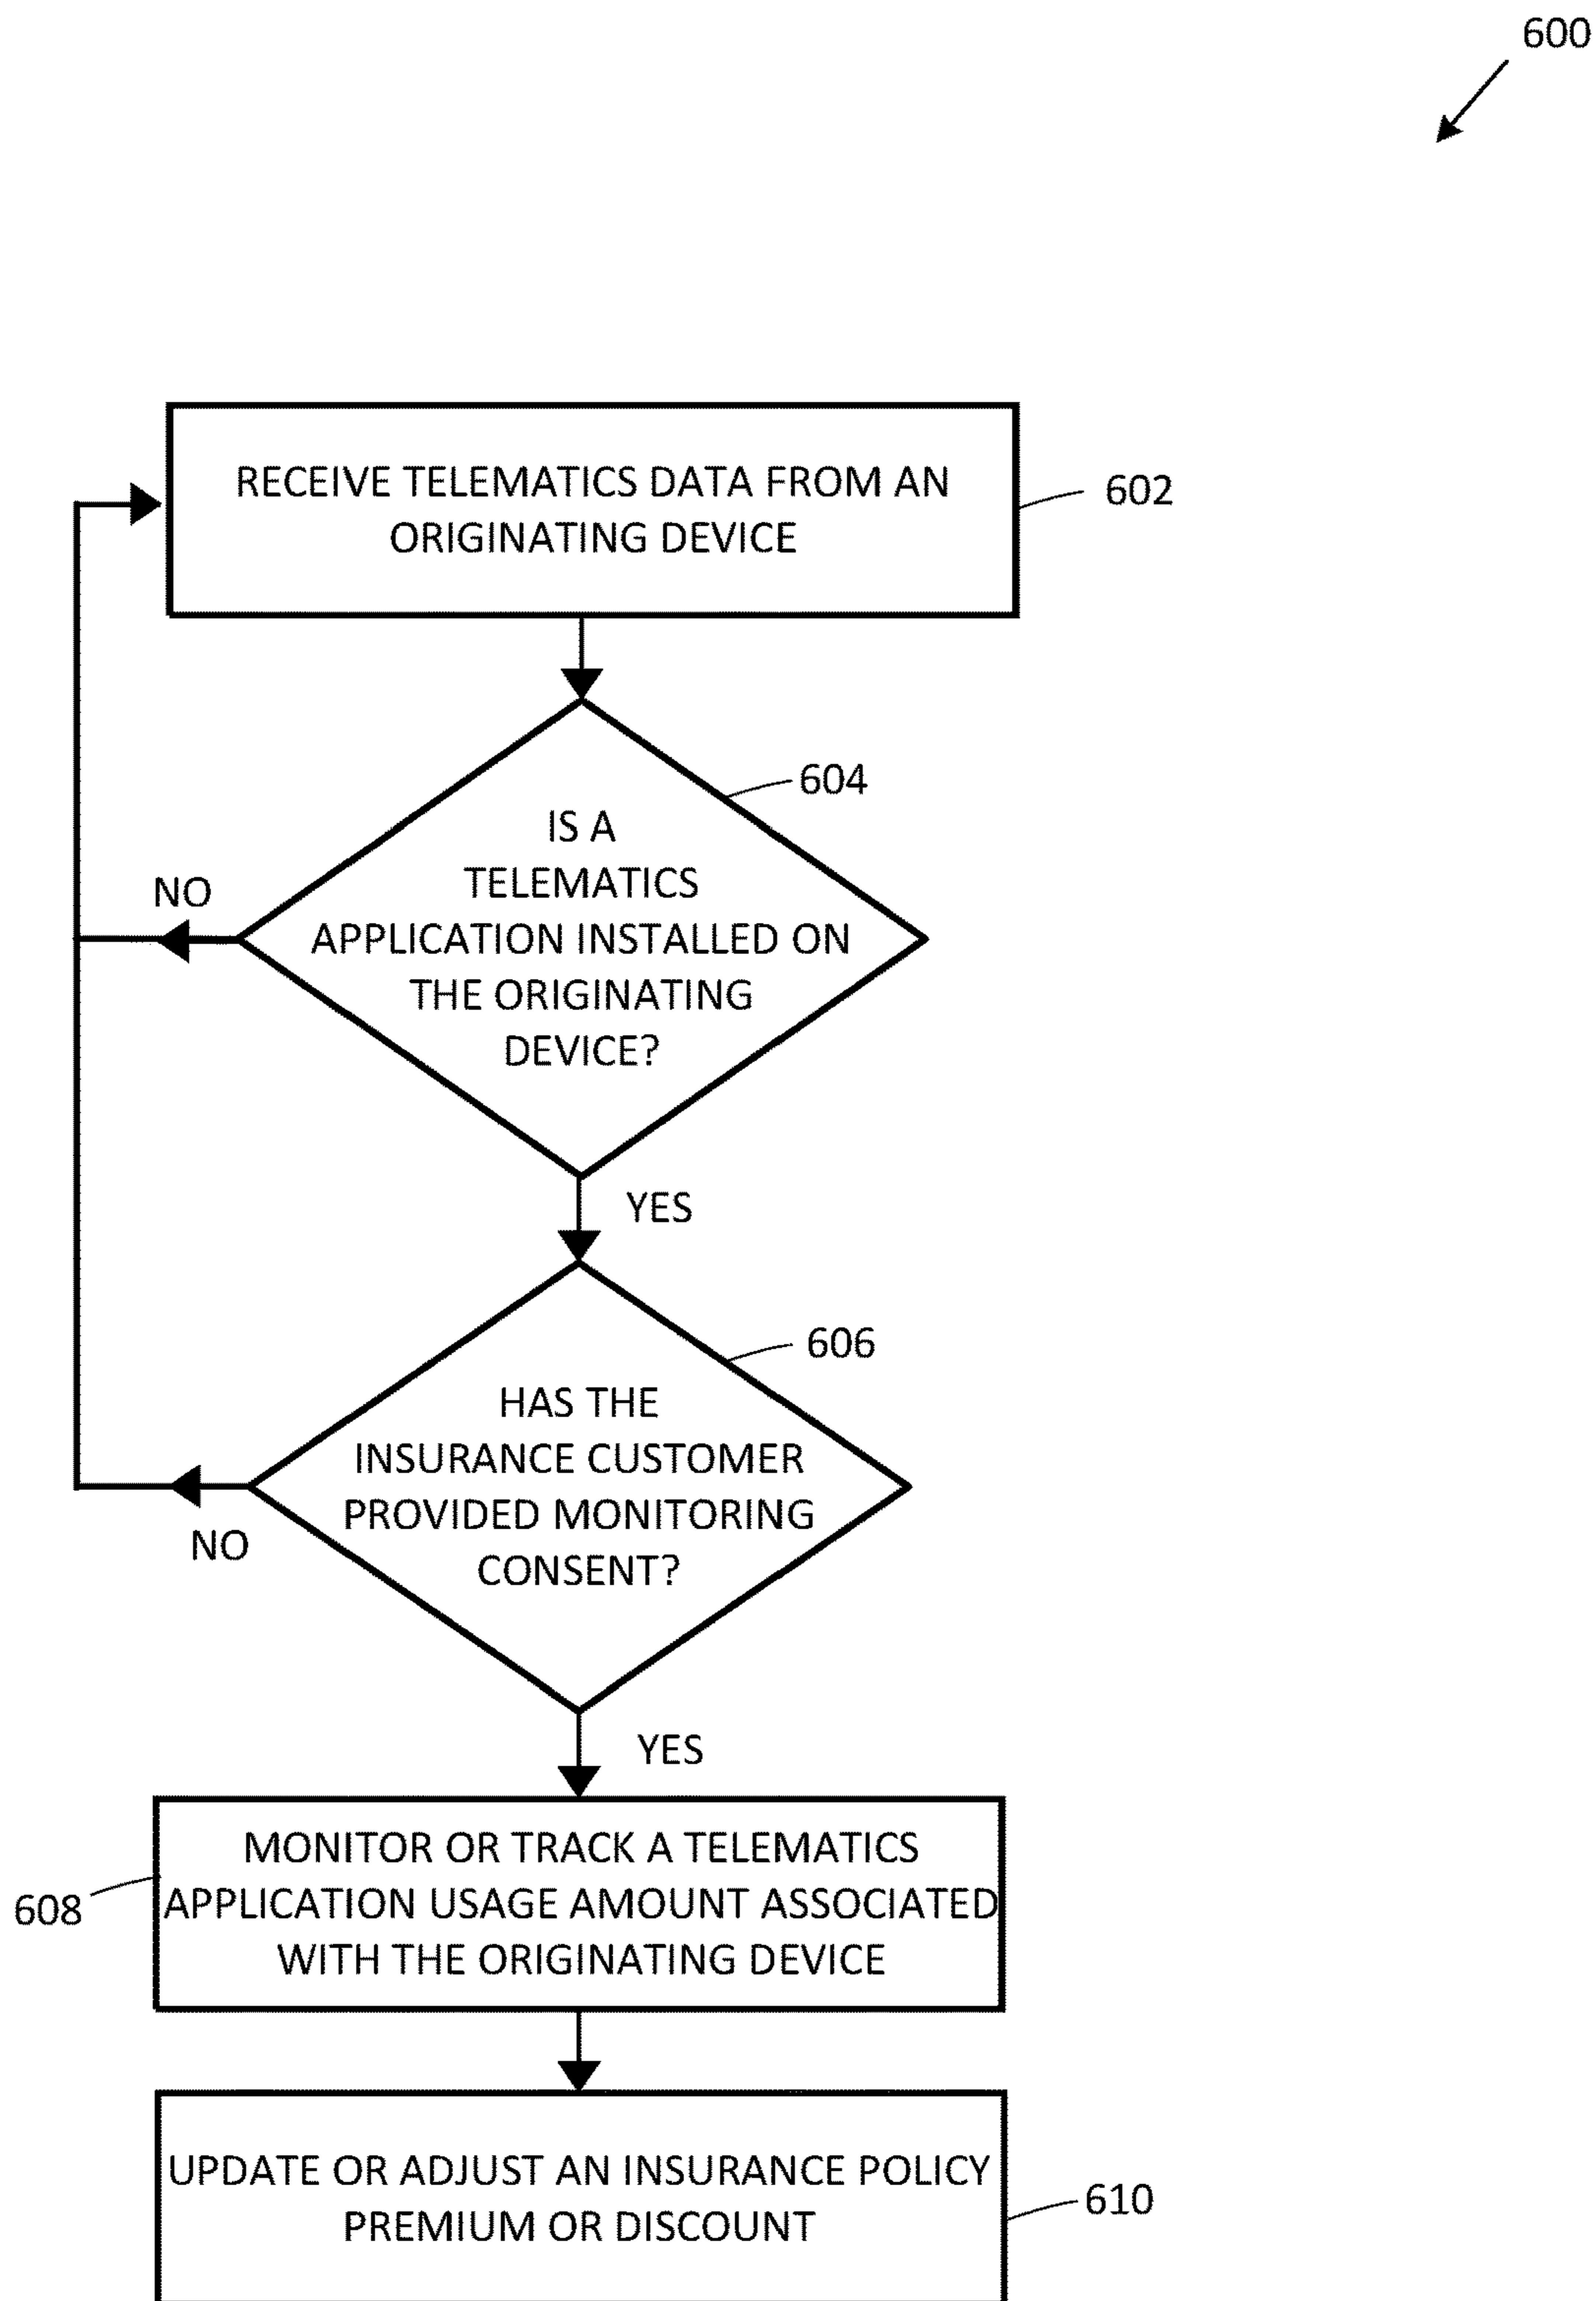 600
RECEIVE TELEMATICS DATA FROM AN
ORIGINATING DEVICE
602
604
IS A
TELEMATICS
APPLICATION INSTALLED ON
THE ORIGINATING
DEVICE?
NO
YES
606
HAS THE
INSURANCE CUSTOMER
PROVIDED MONITORING
CONSENT?
NO
YES
MONITOR OR TRACK A TELEMATICS
APPLICATION USAGE AMOUNT ASSOCIATED
WITH THE ORIGINATING DEVICE
608
UPDATE OR ADJUST AN INSURANCE POLICY
PREMIUM OR DISCOUNT
610